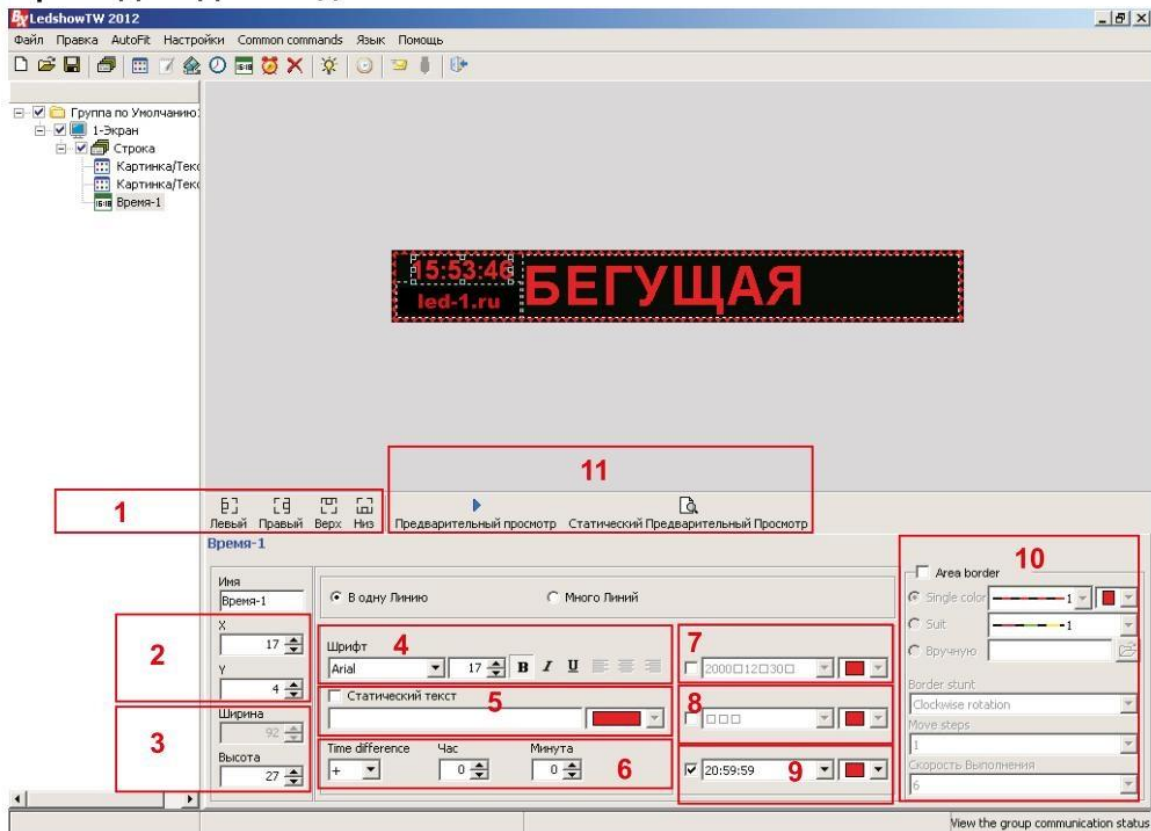 LedshowTW 2012
Файл Правка AutoFit Настройки Common commands Язык Помощь
Группа по Умолчанию
1-Экран
Строка
Картинка/Текс
Картинка/Текс
Время-1
15:53:46
led-1.ru
БЕГУЩАЯ
11
1
Левый Правый Верх Низ Предварительный просмотр Статический Предварительный Просмотр
Время-1
Имя
Время-1
В одну Линию Много Линий
X
17
Y
4
2
Ширина
92
Высота
27
3
Шрифт 4
Arial 17 B I U
Статический текст
5
Time difference Час Минута
+ 0 0 6
7
2000□12□30□
8
□□□
20:59:59 9
10
Area border
Single color 1
Suit 1
Вручную
Border stunt
Clockwise rotation
Move steps
1
Скорость Выполнения
6
View the group communication status